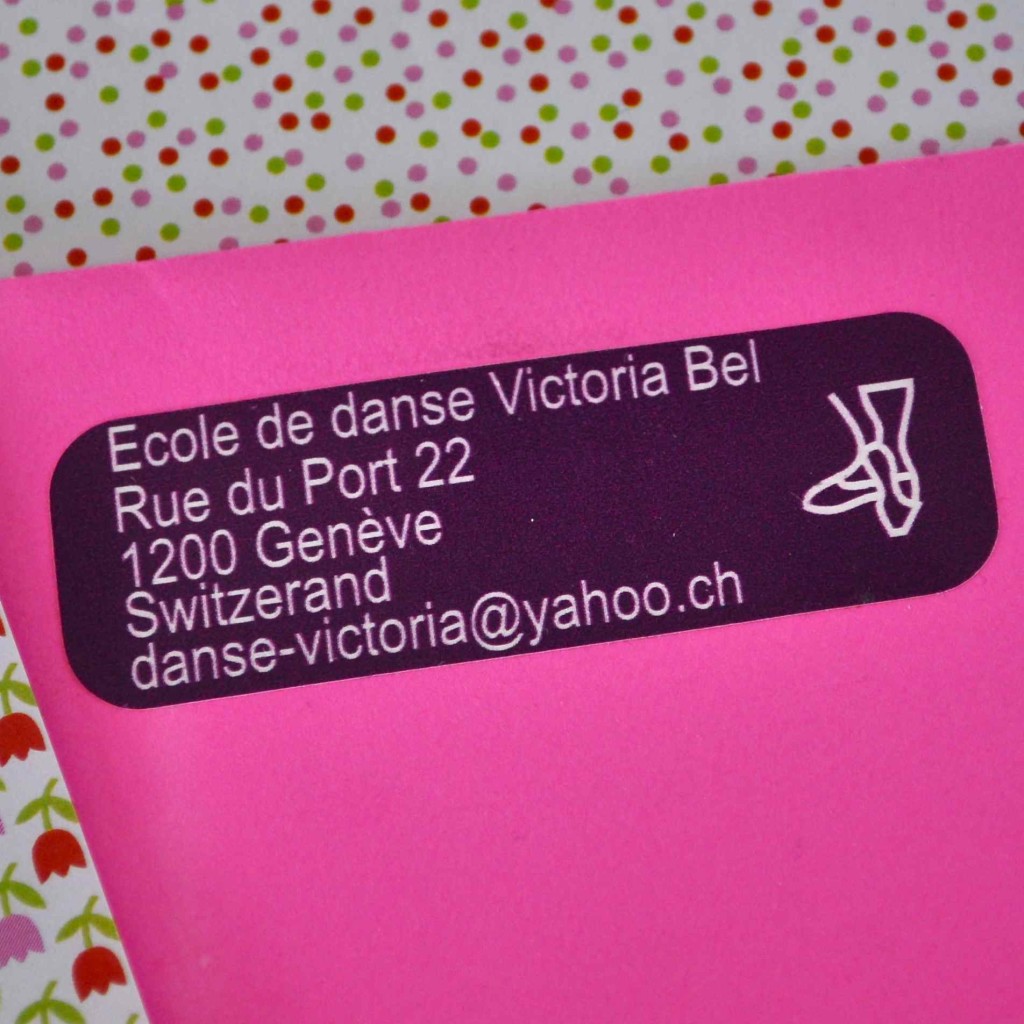 Ecole de danse Victoria Bel
Rue du Port 22
1200 Genève
Switzerand
danse-victoria@yahoo.ch